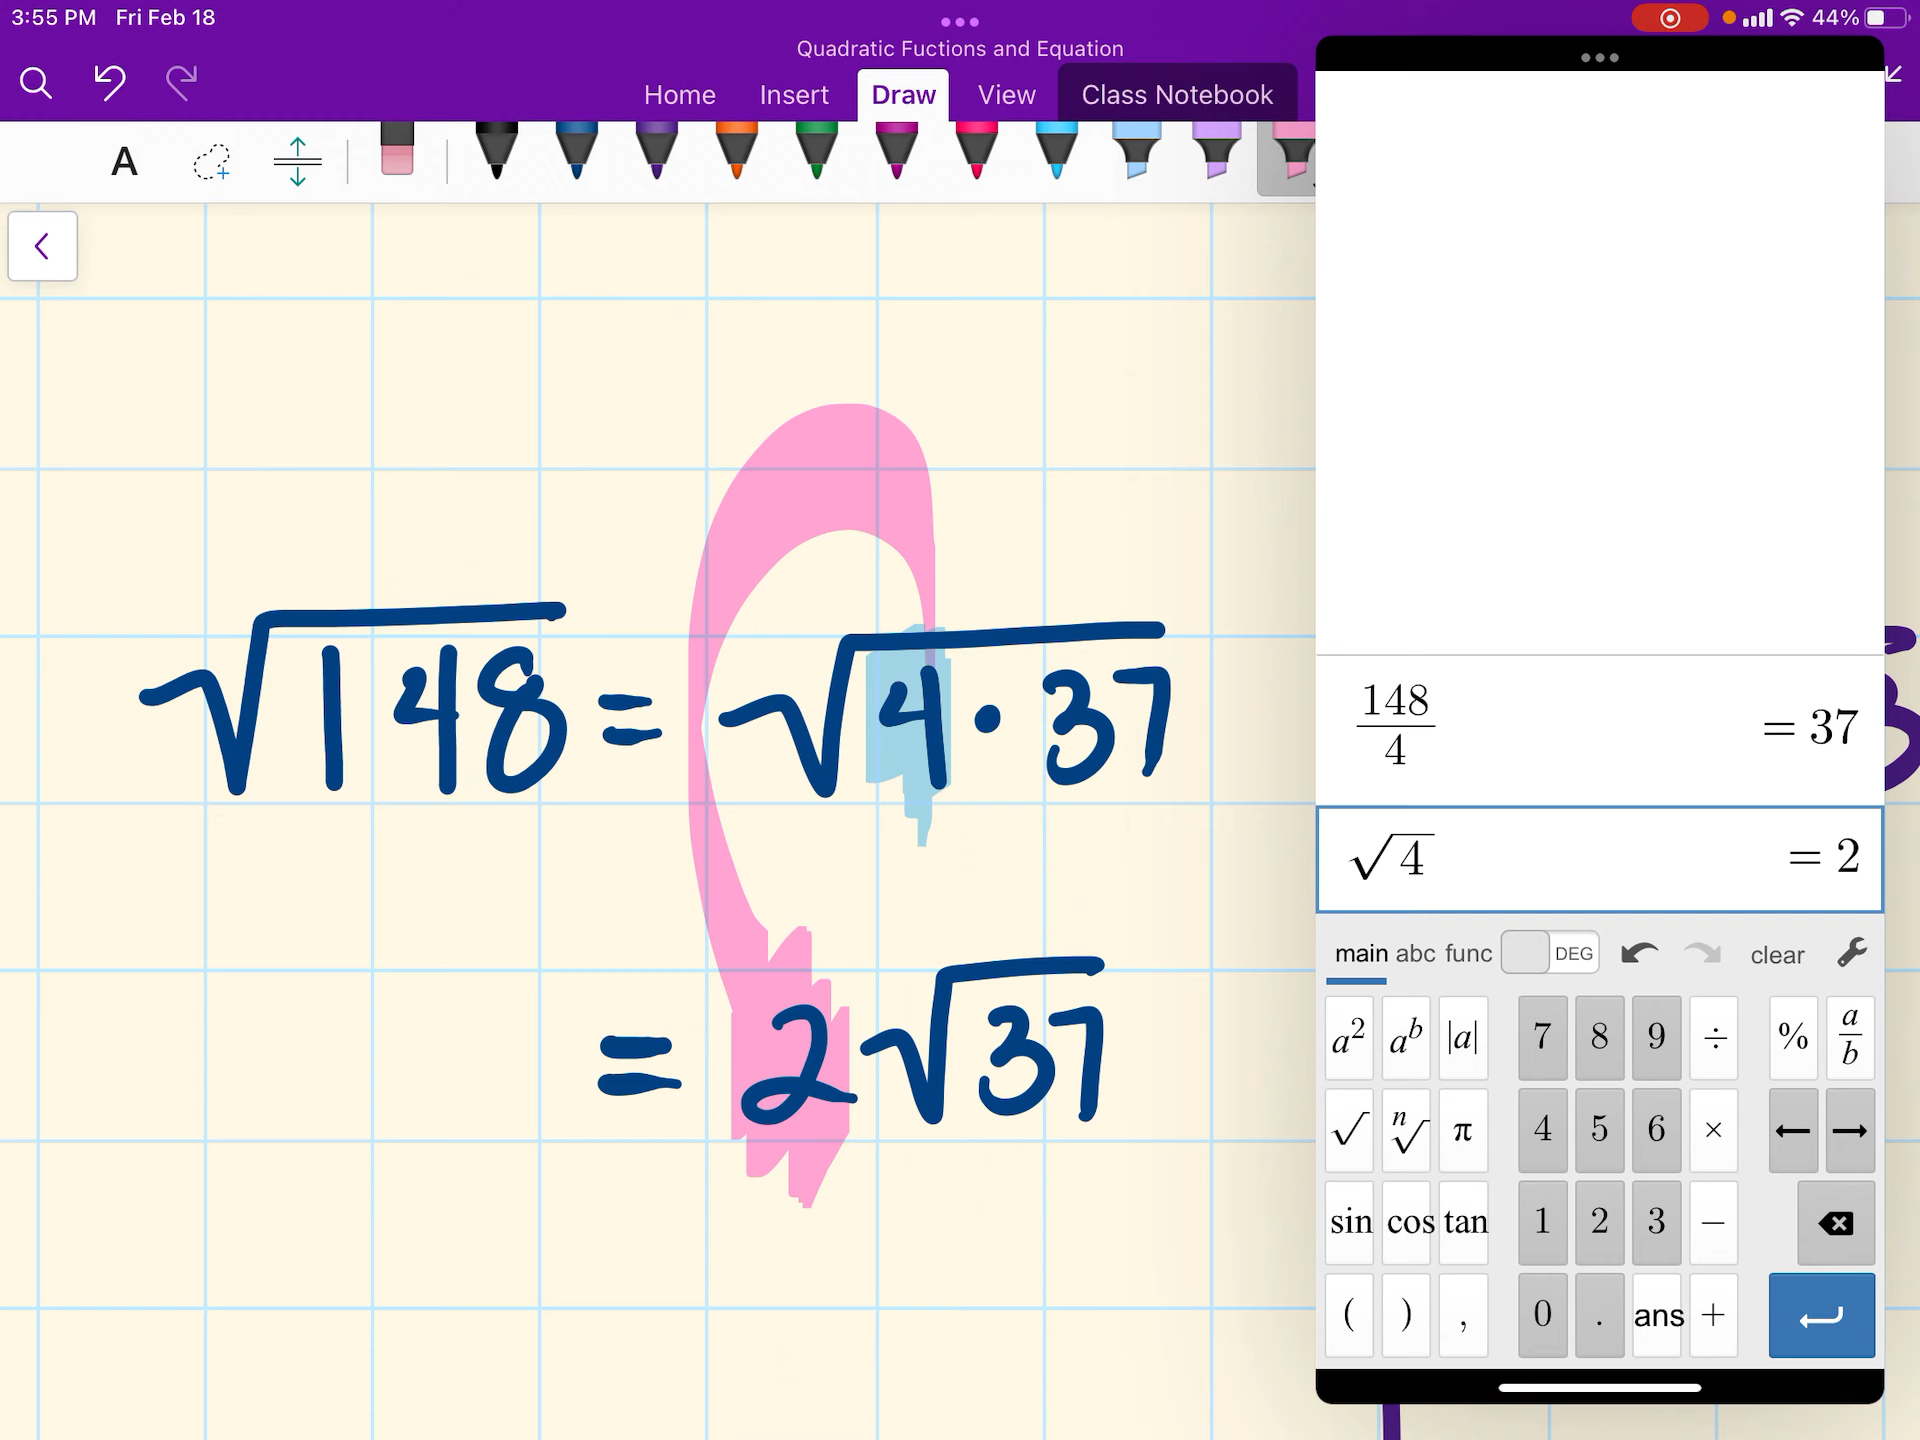 3:55 PM Fri Feb 18
44%
Quadratic Fuctions and Equation
Home Insert Draw View Class Notebook
A
√148 = √4·37
= 2√37
148/4 = 37
√4 = 2
main abc func DEG clear
a² aᵇ |a| 7 8 9 ÷ % a/b
√ ⁿ√ π 4 5 6 × ← →
sin cos tan 1 2 3 −
( ) , 0 . ans +